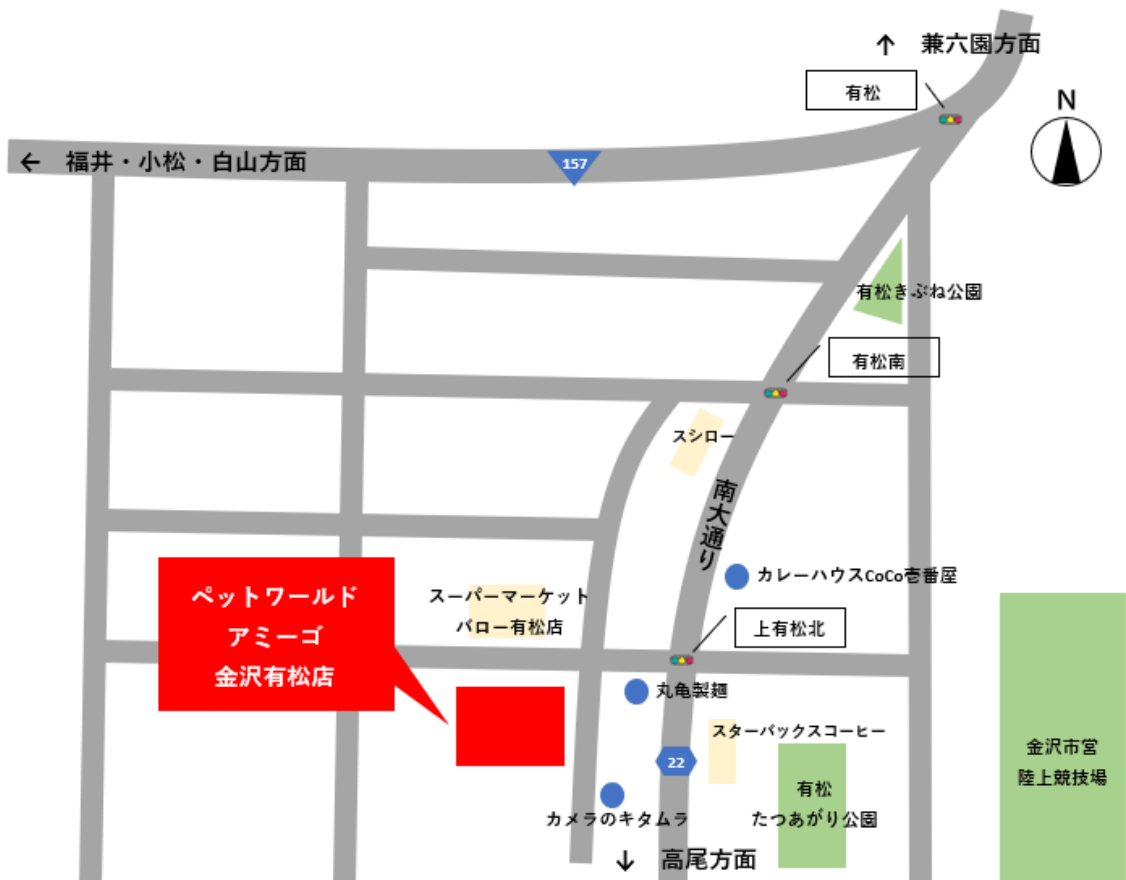 ↑ 兼六園方面
有松
N
← 福井・小松・白山方面
157
有松きぶね公園
有松南
スシロー
南大通り
カレーハウスCoCo壱番屋
ペットワールド
アミーゴ
金沢有松店
スーパーマーケット
バロー有松店
上有松北
丸亀製麺
スターバックスコーヒー
22
金沢市営
陸上競技場
有松
たつあがり公園
カメラのキタムラ
↓ 高尾方面